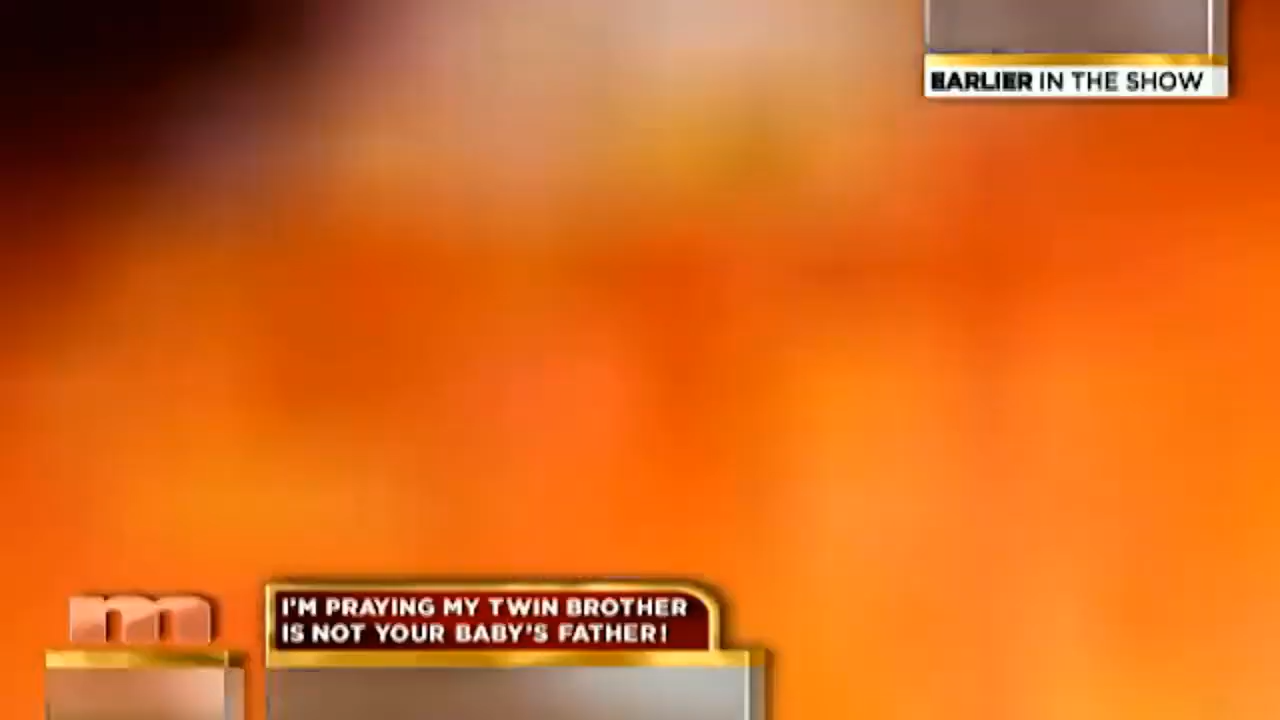 EARLIER IN THE SHOW
m
I'M PRAYING MY TWIN BROTHER
IS NOT YOUR BABY'S FATHER!